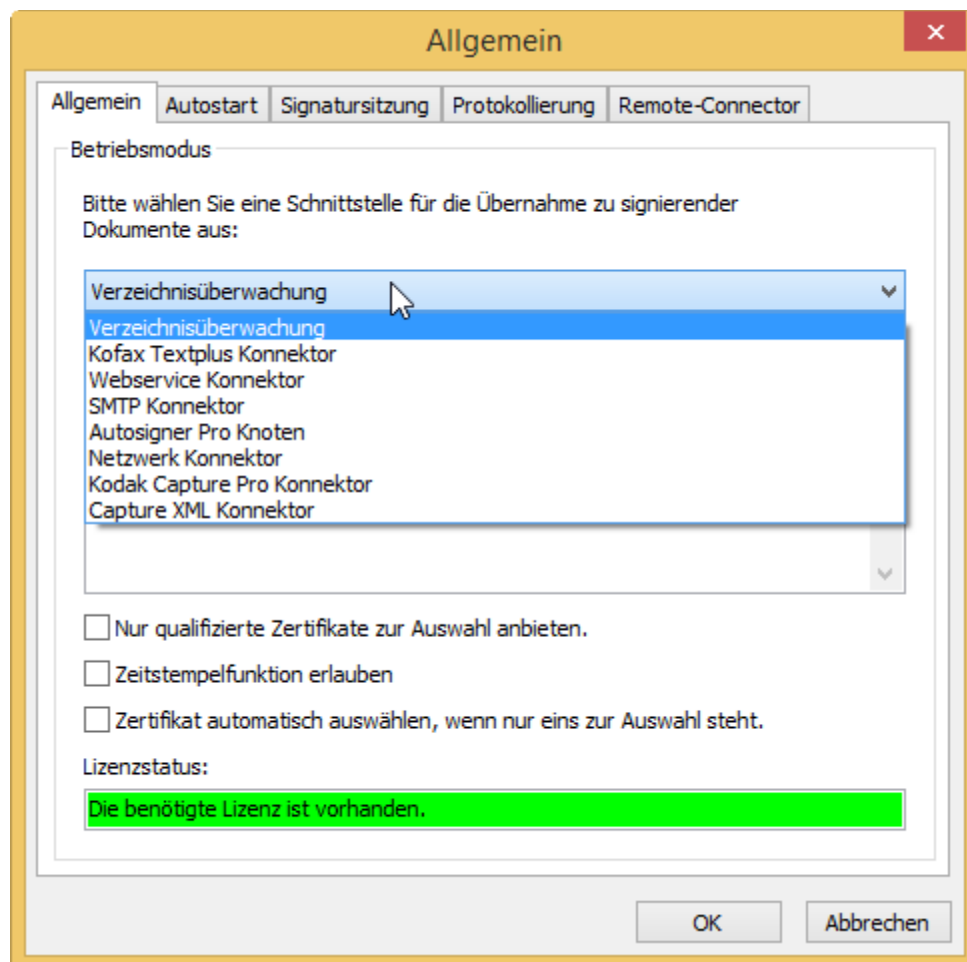 Allgemein
Allgemein Autostart Signatursitzung Protokollierung Remote-Connector
Betriebsmodus
Bitte wählen Sie eine Schnittstelle für die Übernahme zu signierender
Dokumente aus:
Verzeichnisüberwachung
Verzeichnisüberwachung
Kofax Textplus Konnektor
Webservice Konnektor
SMTP Konnektor
Autosigner Pro Knoten
Netzwerk Konnektor
Kodak Capture Pro Konnektor
Capture XML Konnektor
Nur qualifizierte Zertifikate zur Auswahl anbieten.
Zeitstempelfunktion erlauben
Zertifikat automatisch auswählen, wenn nur eins zur Auswahl steht.
Lizenzstatus:
Die benötigte Lizenz ist vorhanden.
OK Abbrechen